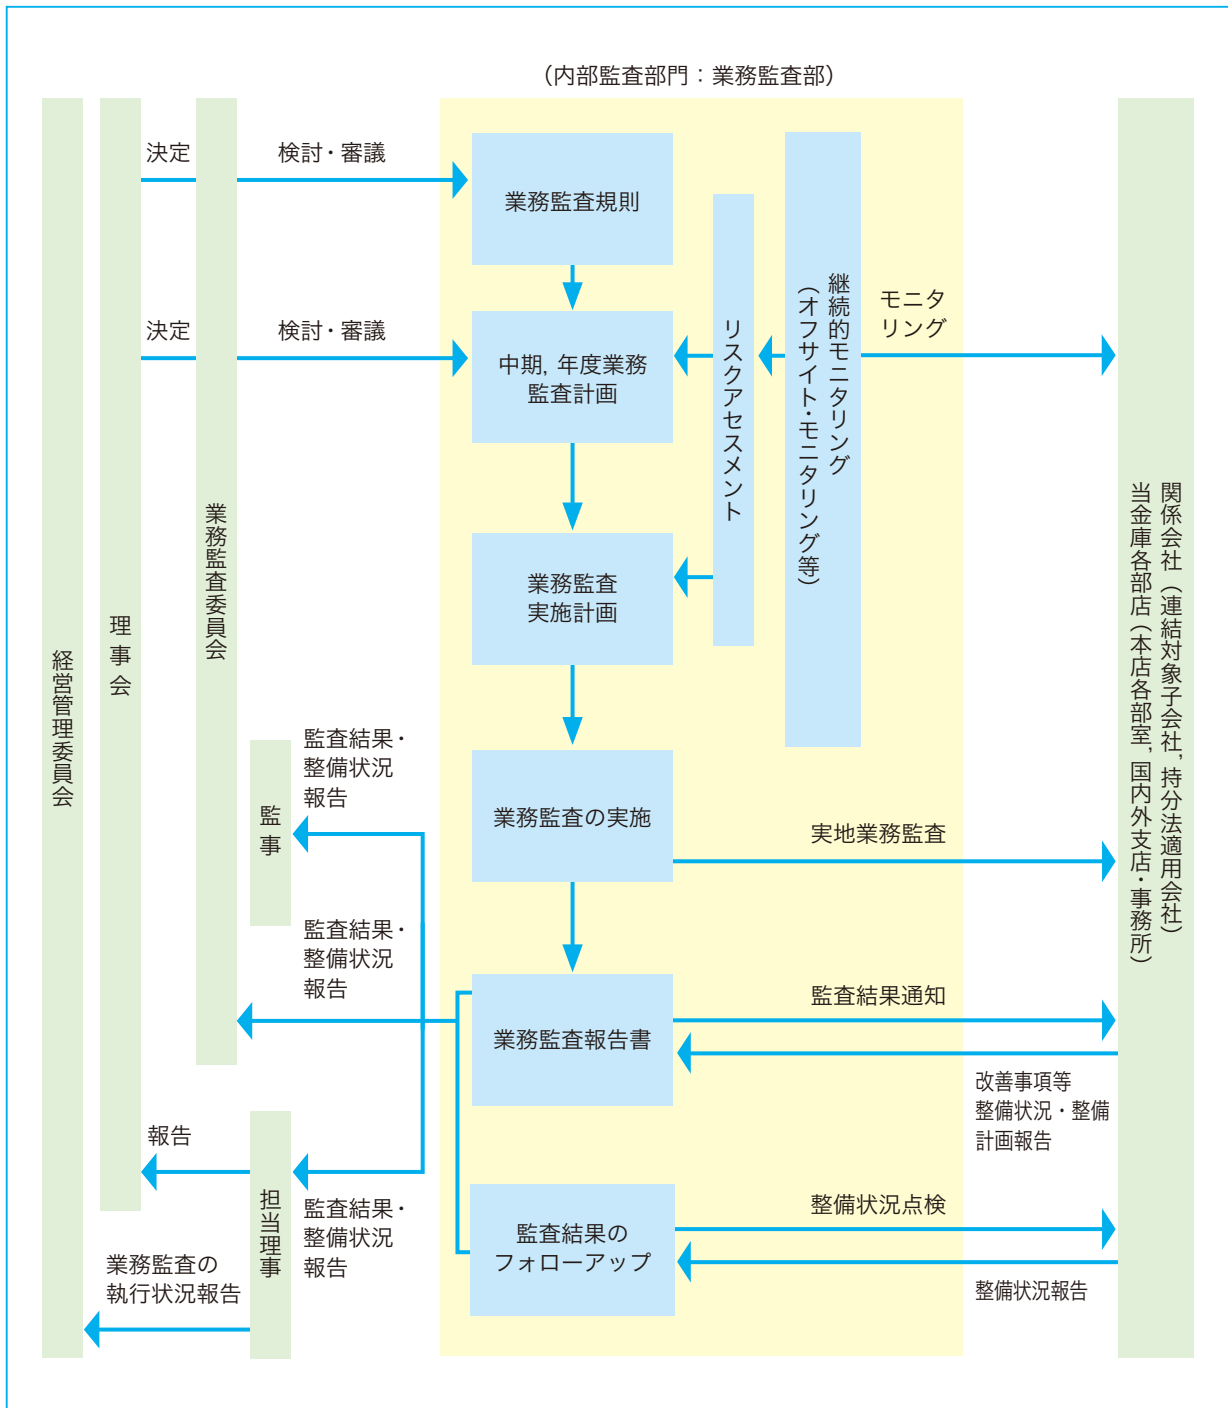 （内部監査部門：業務監査部）
経営管理委員会
理事会
業務監査委員会
決定
検討・審議
業務監査規則
決定
検討・審議
中期, 年度業務
監査計画
リスクアセスメント
継続的モニタリング
（オフサイト・モニタリング等）
モニタ
リング
関係会社（連結対象子会社, 持分法適用会社）
当金庫各部店（本店各部室, 国内外支店・事務所）
業務監査
実施計画
監事
監査結果・
整備状況
報告
業務監査の実施
実地業務監査
監査結果・
整備状況
報告
業務監査報告書
監査結果通知
改善事項等
整備状況・整備
計画報告
報告
担当理事
監査結果・
整備状況
報告
監査結果の
フォローアップ
整備状況点検
整備状況報告
業務監査の
執行状況報告